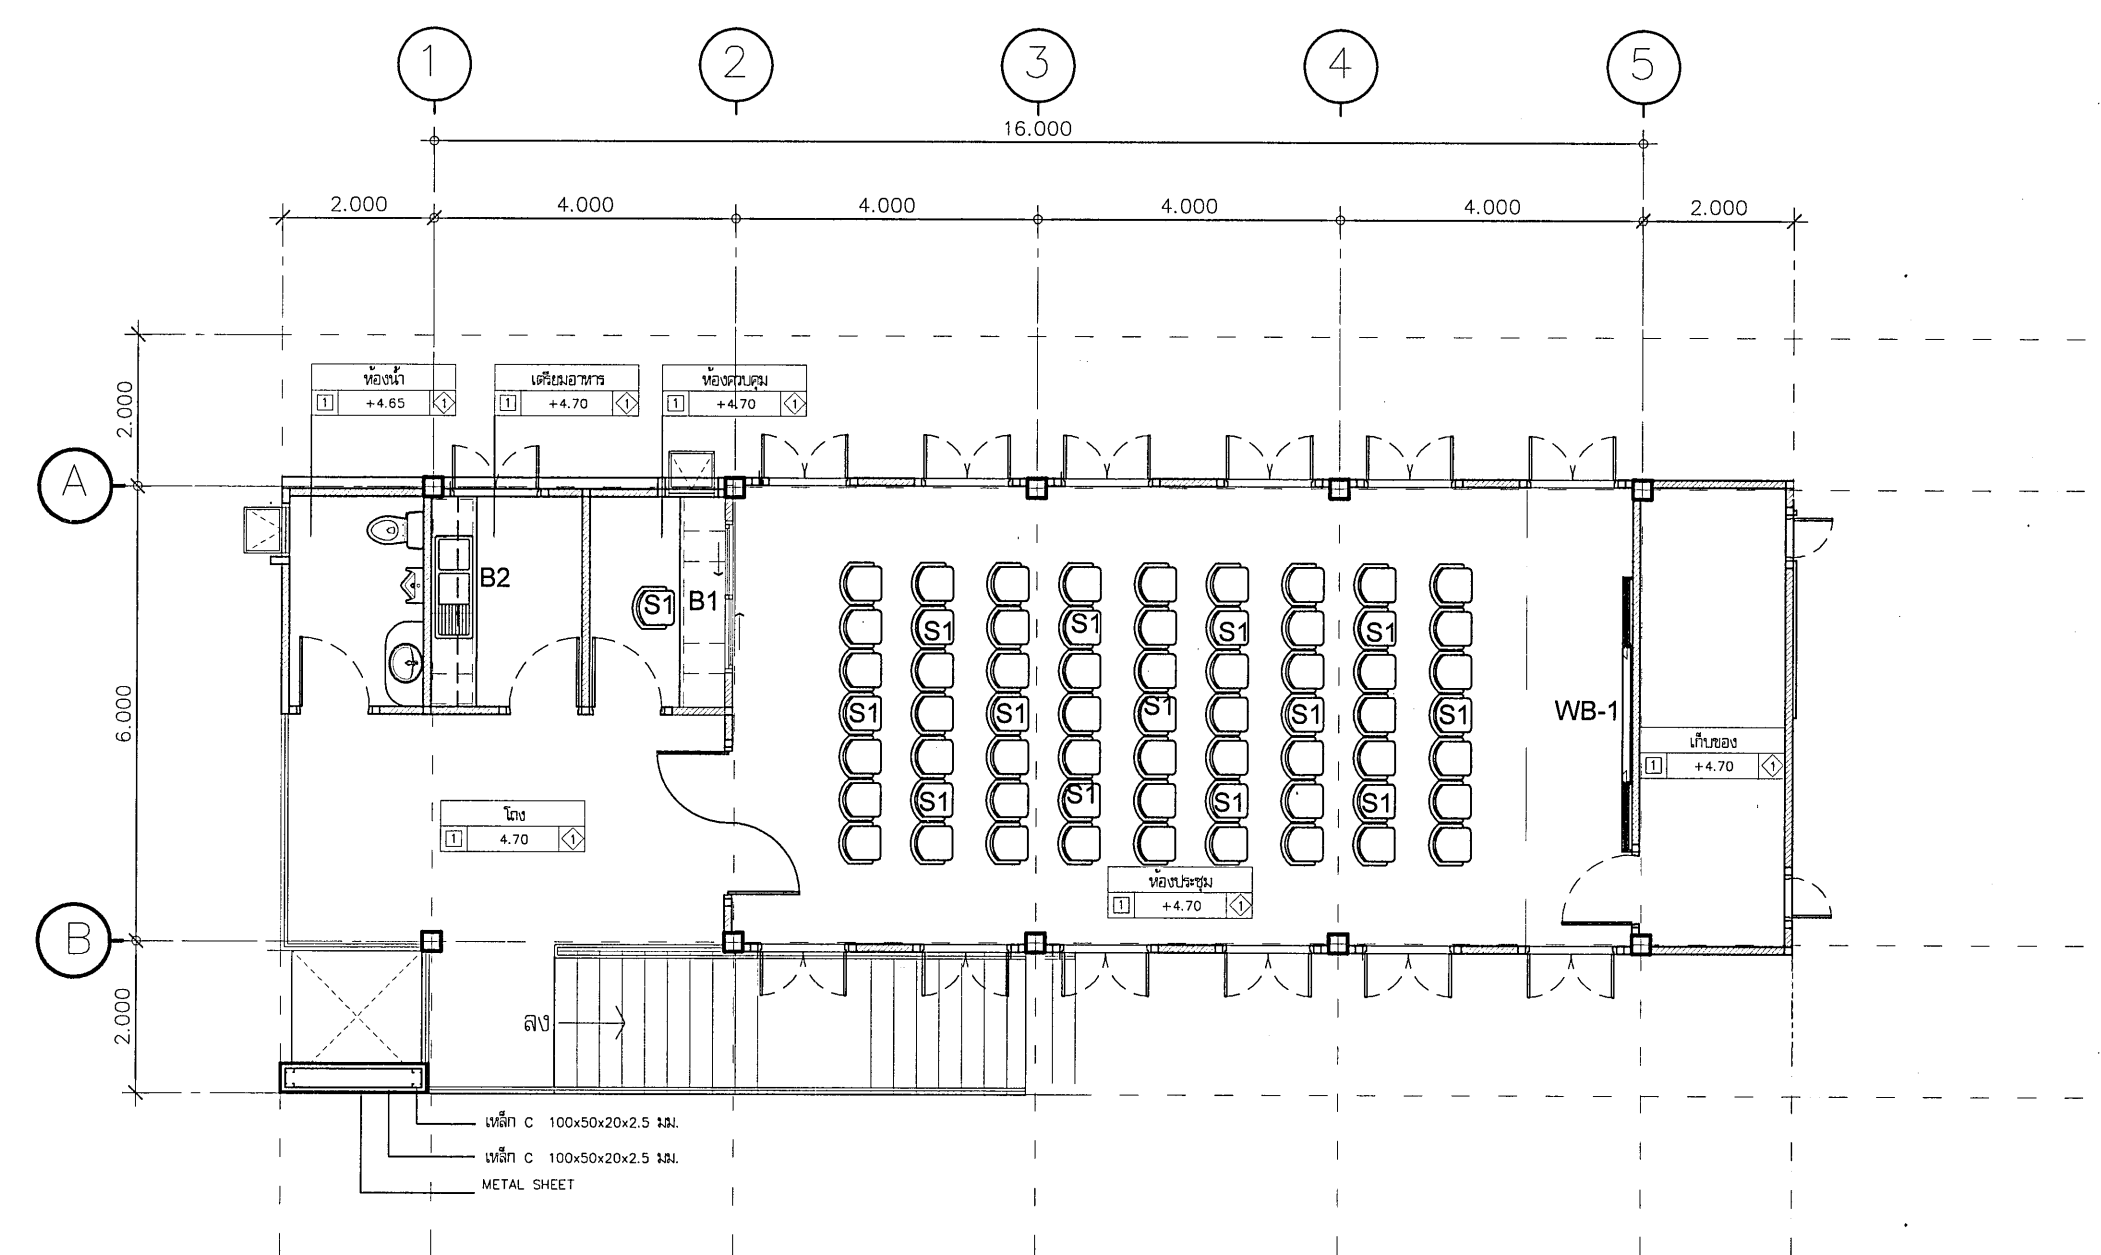 1
2
3
4
5
16.000
2.000
4.000
4.000
4.000
4.000
2.000
2.000
ห้องน้ำ
1 +4.65 1
เตรียมอาหาร
1 +4.70 1
ห้องควบคุม
1 +4.70 1
A
B2
S1
B1
S1
S1
S1
S1
6.000
S1
S1
S1
S1
S1
WB-1
เก็บของ
1 +4.70 1
S1
S1
S1
S1
โถง
1 4.70 1
ห้องประชุม
1 +4.70 1
B
2.000
ลง
เหล็ก C 100x50x20x2.5 มม.
เหล็ก C 100x50x20x2.5 มม.
METAL SHEET